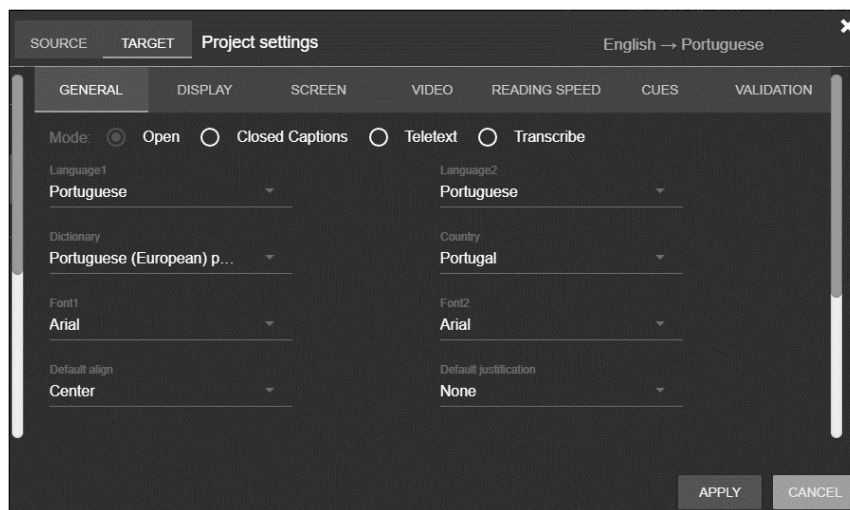 SOURCE TARGET Project settings English → Portuguese
GENERAL DISPLAY SCREEN VIDEO READING SPEED CUES VALIDATION
Mode: Open Closed Captions Teletext Transcribe
Language1 Language2
Portuguese Portuguese
Dictionary Country
Portuguese (European) p... Portugal
Font1 Font2
Arial Arial
Default align Default justification
Center None
APPLY CANCEL